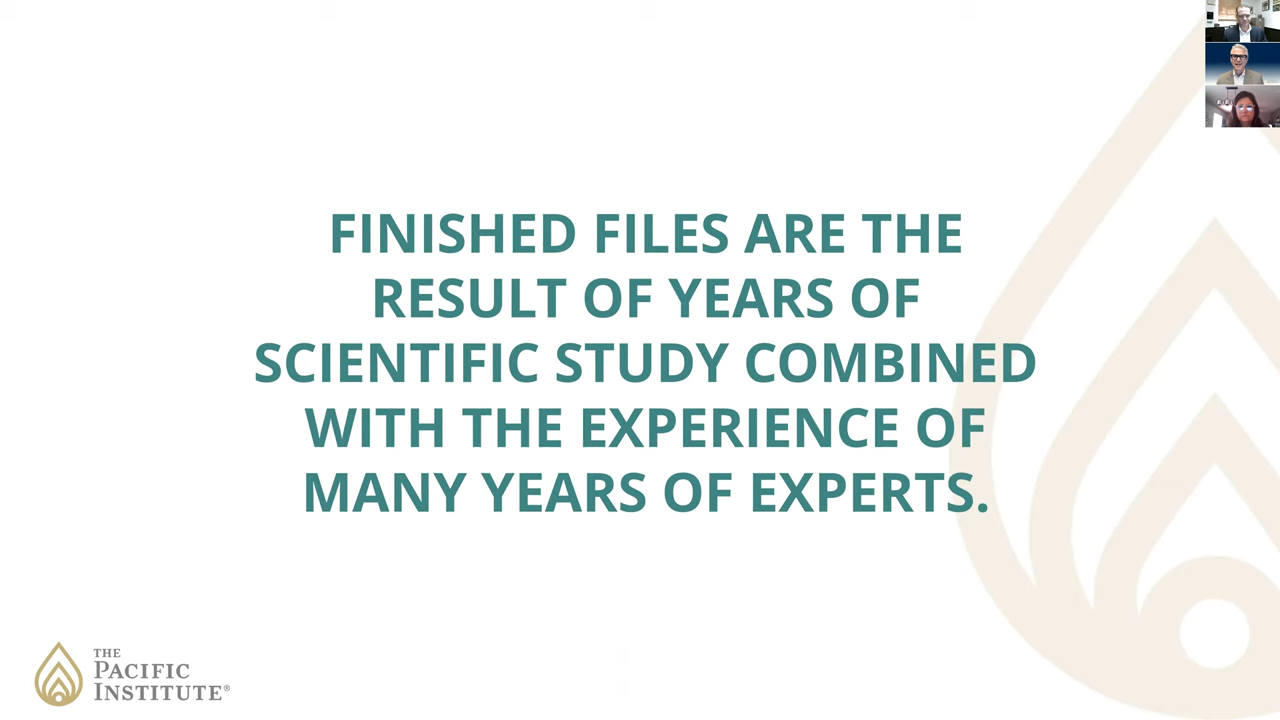 FINISHED FILES ARE THE
RESULT OF YEARS OF
SCIENTIFIC STUDY COMBINED
WITH THE EXPERIENCE OF
MANY YEARS OF EXPERTS.
THE
PACIFIC
INSTITUTE®